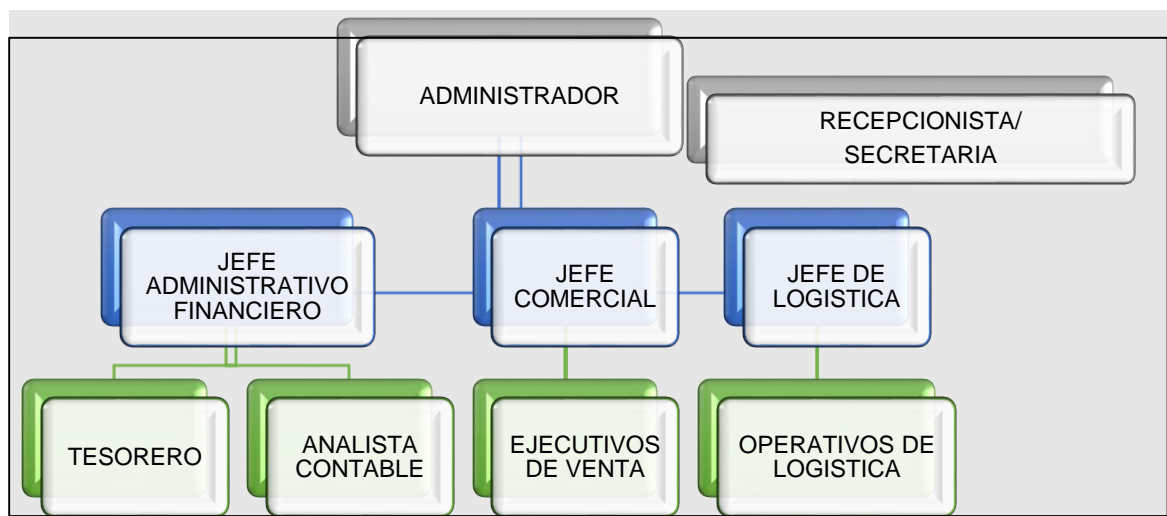 ADMINISTRADOR
RECEPCIONISTA/
SECRETARIA
JEFE
ADMINISTRATIVO
FINANCIERO
JEFE
COMERCIAL
JEFE DE
LOGISTICA
TESORERO
ANALISTA
CONTABLE
EJECUTIVOS
DE VENTA
OPERATIVOS DE
LOGISTICA